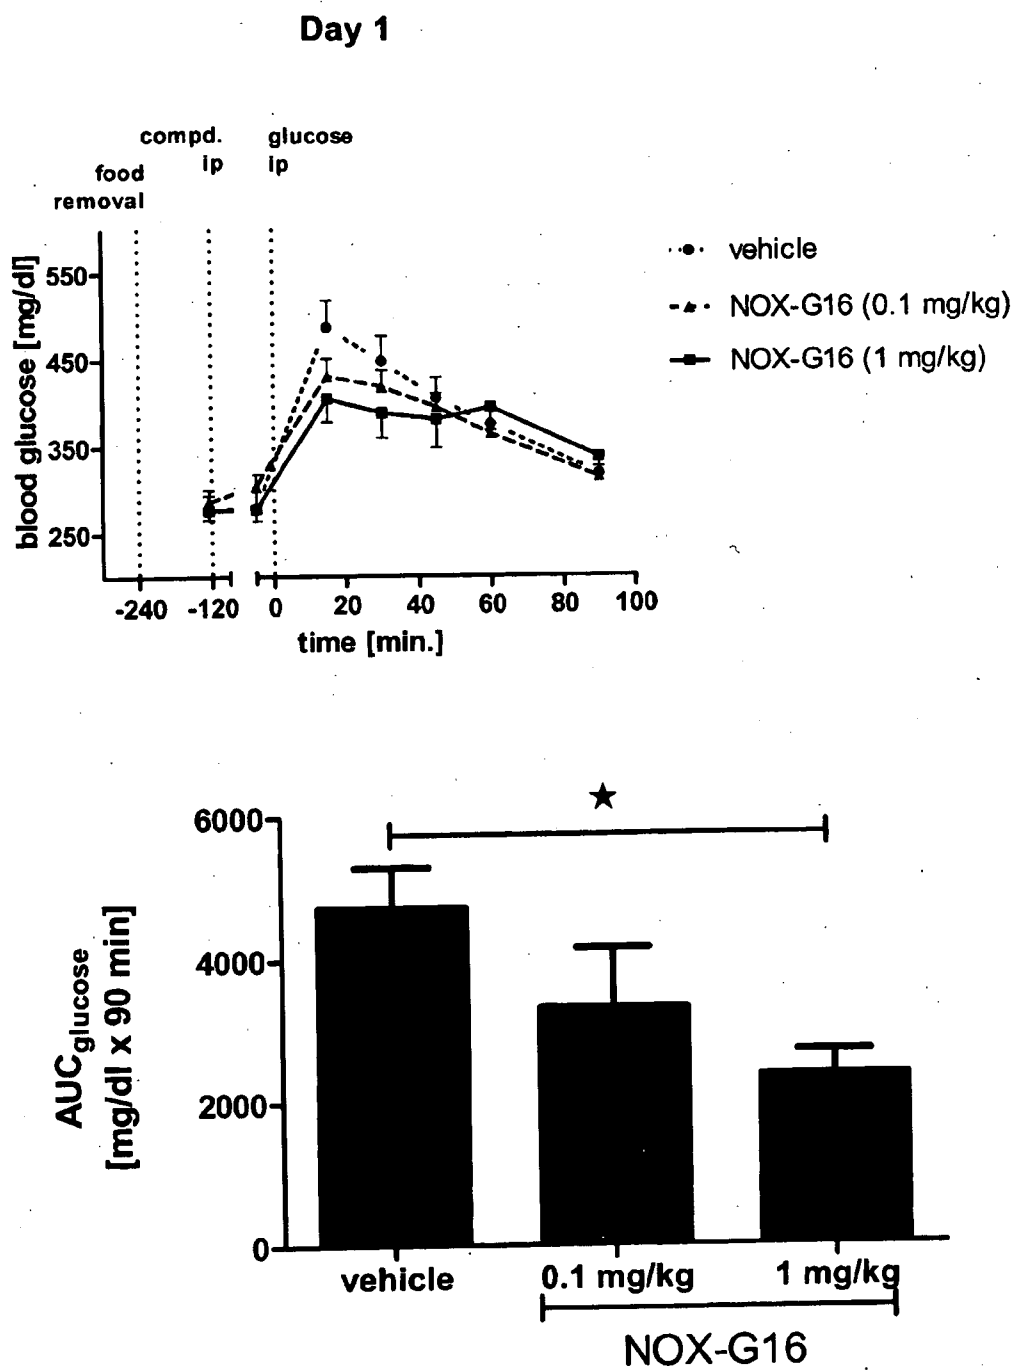 Day 1
compd.
ip
glucose
ip
food
removal
blood glucose [mg/dl]
550
450
350
250
-240
-120
0
20
40
60
80
100
time [min.]
vehicle
NOX-G16 (0.1 mg/kg)
NOX-G16 (1 mg/kg)
AUCglucose
[mg/dl x 90 min]
6000
4000
2000
0
vehicle
0.1 mg/kg
1 mg/kg
NOX-G16